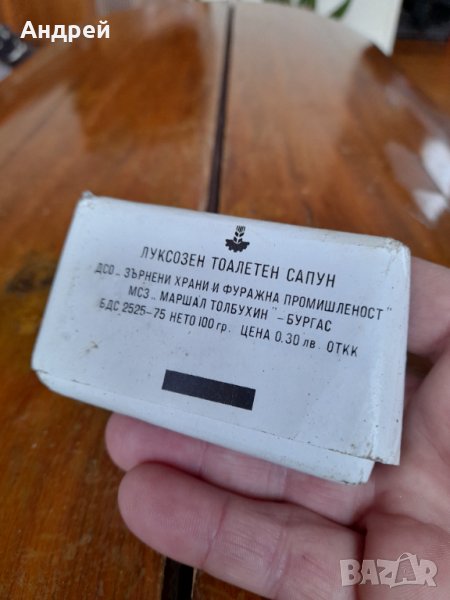 Андрей
ЛУКСОЗЕН ТОАЛЕТЕН САПУН
ДСО „ ЗЪРНЕНИ ХРАНИ И ФУРАЖНА ПРОМИШЛЕНОСТ "
МСЗ „ МАРШАЛ ТОЛБУХИН " – БУРГАС
БДС 2525–75 НЕТО 100 гр. ЦЕНА 0.30 лв. ОТКК
BAZAR